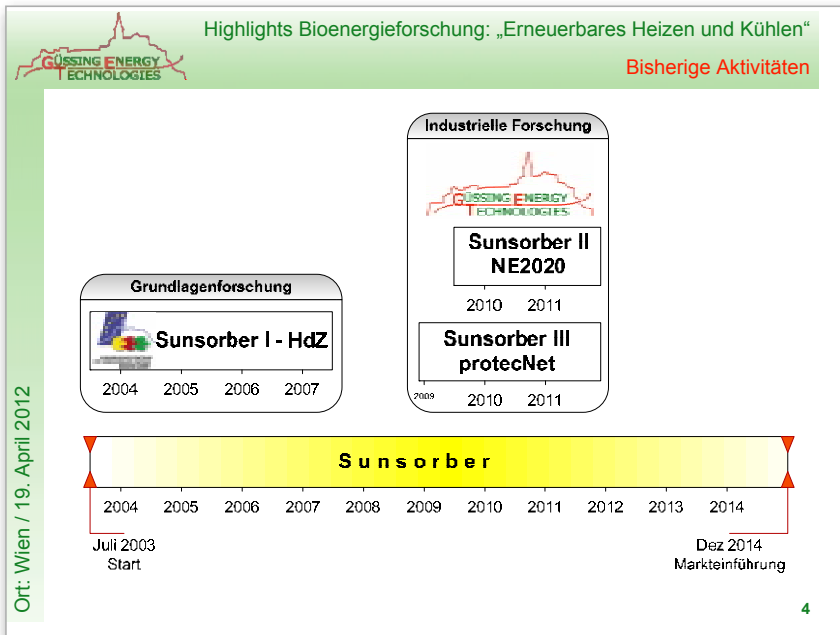 Highlights Bioenergieforschung: „Erneuerbares Heizen und Kühlen“
Bisherige Aktivitäten
GÜSSING ENERGY
TECHNOLOGIES
Industrielle Forschung
GÜSSING ENERGY
TECHNOLOGIES
Sunsorber II
NE2020
2010 2011
Sunsorber III
protecNet
2009 2010 2011
Grundlagenforschung
Sunsorber I - HdZ
2004 2005 2006 2007
Sunsorber
2004 2005 2006 2007 2008 2009 2010 2011 2012 2013 2014
Juli 2003
Start
Dez 2014
Markteinführung
Ort: Wien / 19. April 2012
4